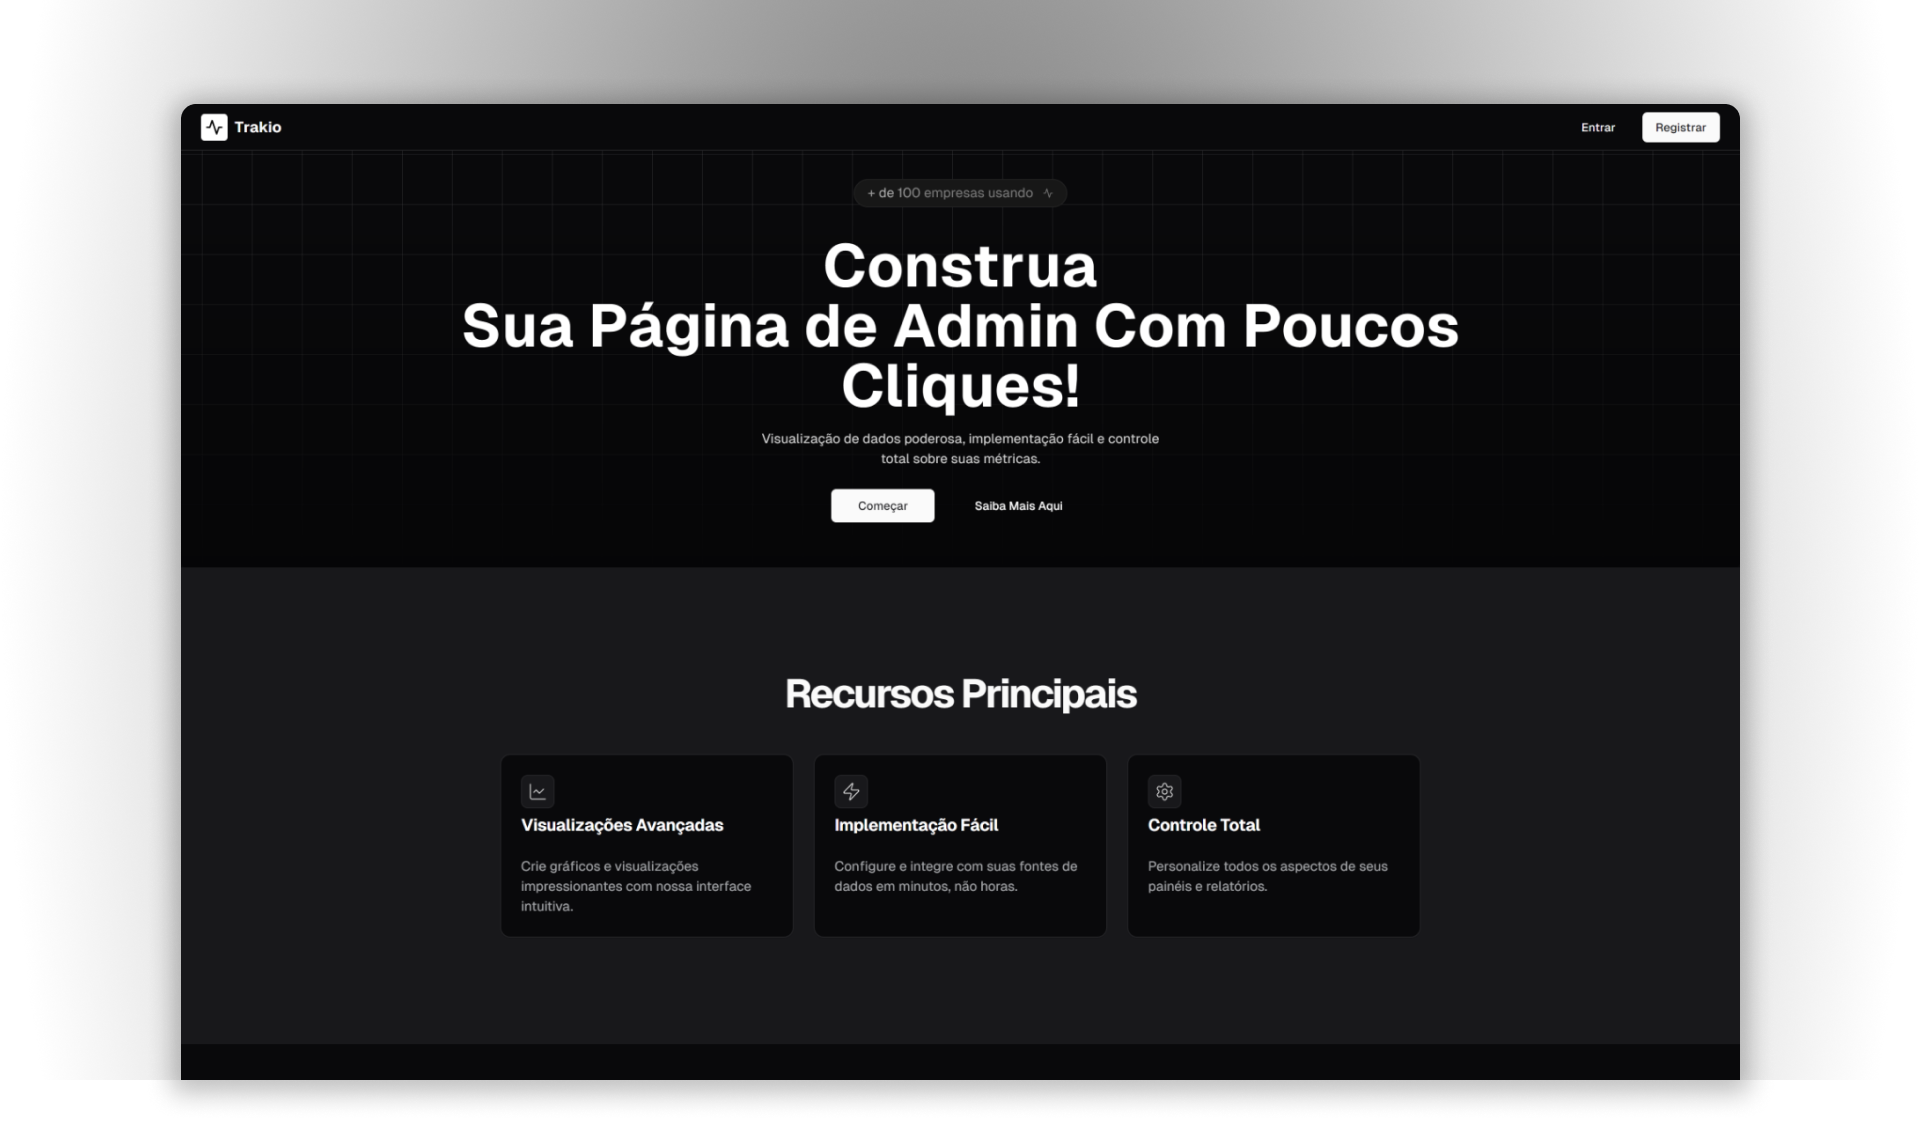 Trakio
Entrar
Registrar
+ de 100 empresas usando
Construa
Sua Página de Admin Com Poucos
Cliques!
Visualização de dados poderosa, implementação fácil e controle
total sobre suas métricas.
Começar
Saiba Mais Aqui
Recursos Principais
Visualizações Avançadas
Crie gráficos e visualizações
impressionantes com nossa interface
intuitiva.
Implementação Fácil
Configure e integre com suas fontes de
dados em minutos, não horas.
Controle Total
Personalize todos os aspectos de seus
painéis e relatórios.